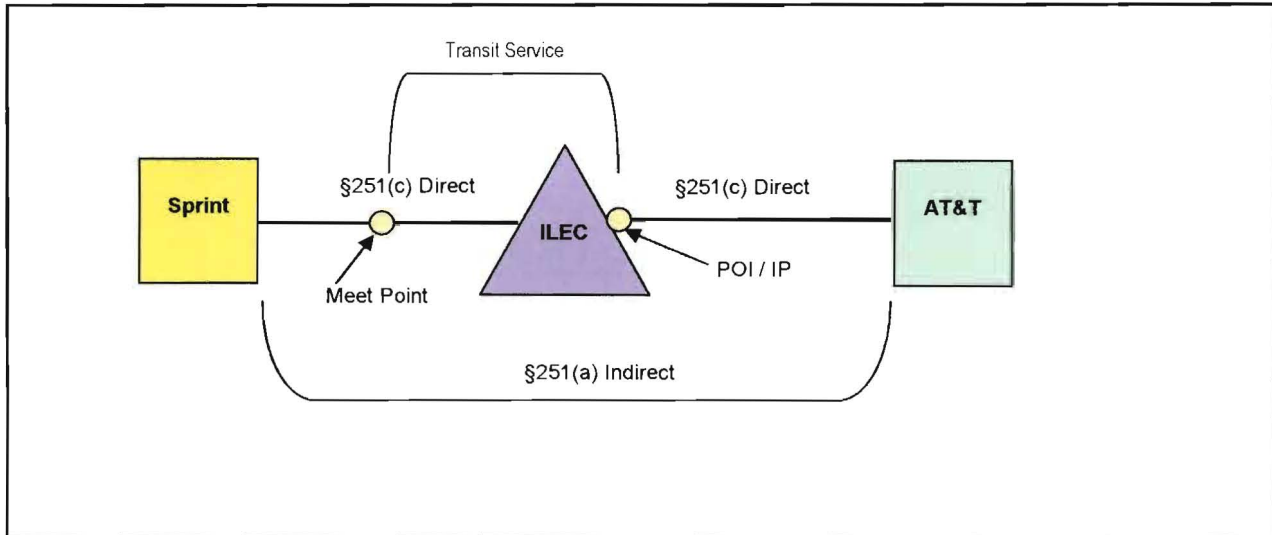 Transit Service
§251(c) Direct
§251(c) Direct
Sprint
AT&T
ILEC
POI / IP
Meet Point
§251(a) Indirect